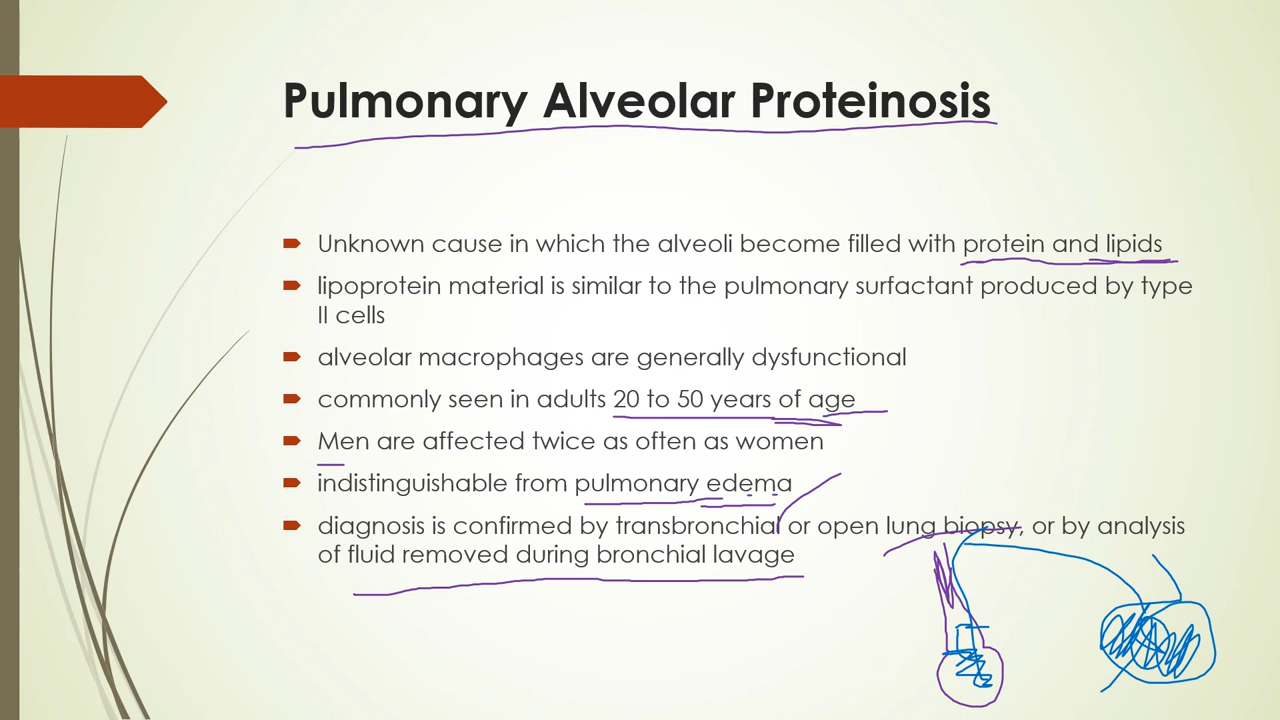 Pulmonary Alveolar Proteinosis
Unknown cause in which the alveoli become filled with protein and lipids
lipoprotein material is similar to the pulmonary surfactant produced by type
II cells
alveolar macrophages are generally dysfunctional
commonly seen in adults 20 to 50 years of age
Men are affected twice as often as women
indistinguishable from pulmonary edema
diagnosis is confirmed by transbronchial or open lung biopsy, or by analysis
of fluid removed during bronchial lavage